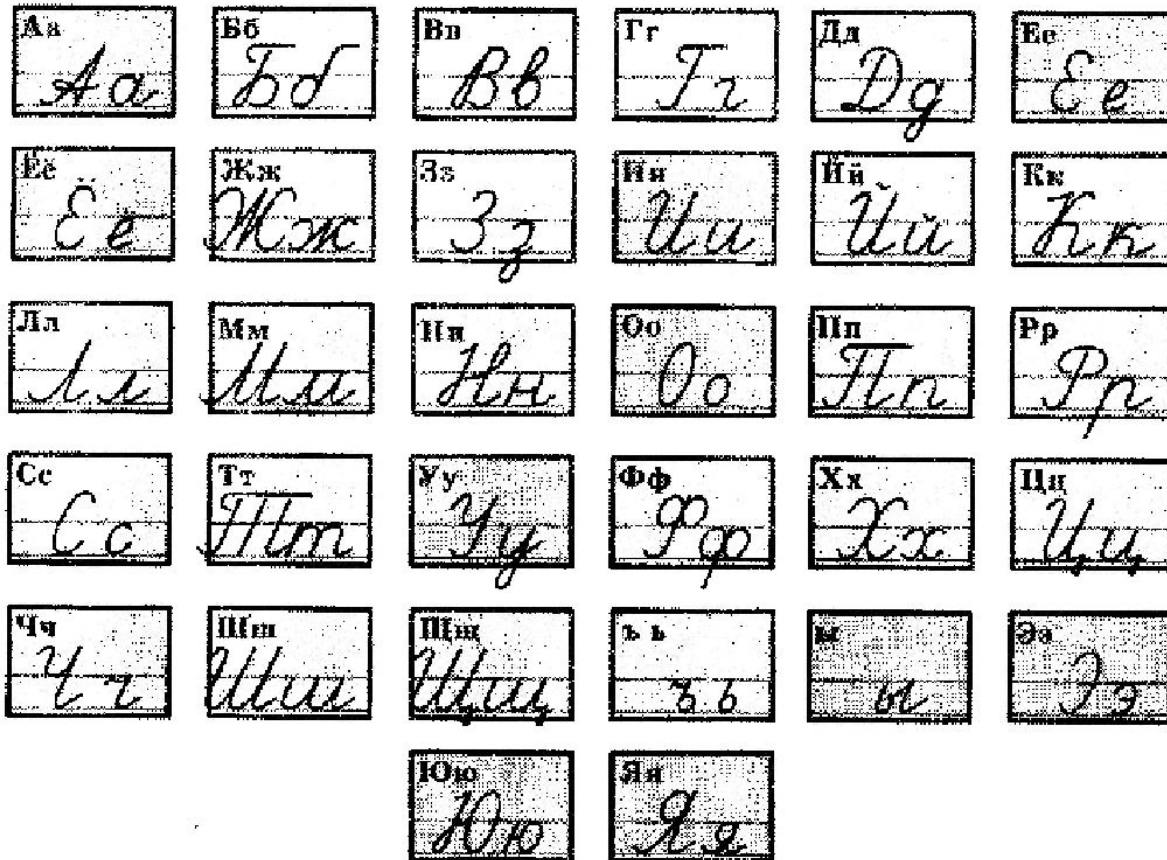 Аа Бб Вв Гг Дд Ее
Аа Бб Вв Гг Дд Ее
Ёё Жж Зз Ии Йй Кк
Ёе Жж Зз Ии Йй Кк
Лл Мм Нн Оо Пп Рр
Лл Мм Нн Оо Пп Рр
Сс Тт Уу Фф Хх Цц
Сс Тт Уу Фф Хх Цц
Чч Шш Щщ ъ ь ы Ээ
Чч Шш Щщ ъ ь ы Ээ
Юю Яя
Юю Яя